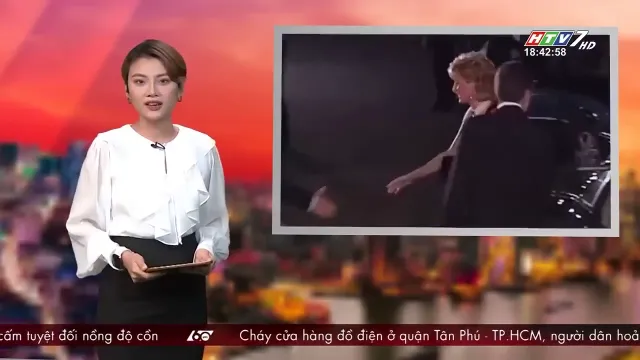 HTV7 HD
18:42:58
cấm tuyệt đối nồng độ cồn 60 Cháy cửa hàng đồ điện ở quận Tân Phú - TP.HCM, người dân hoả